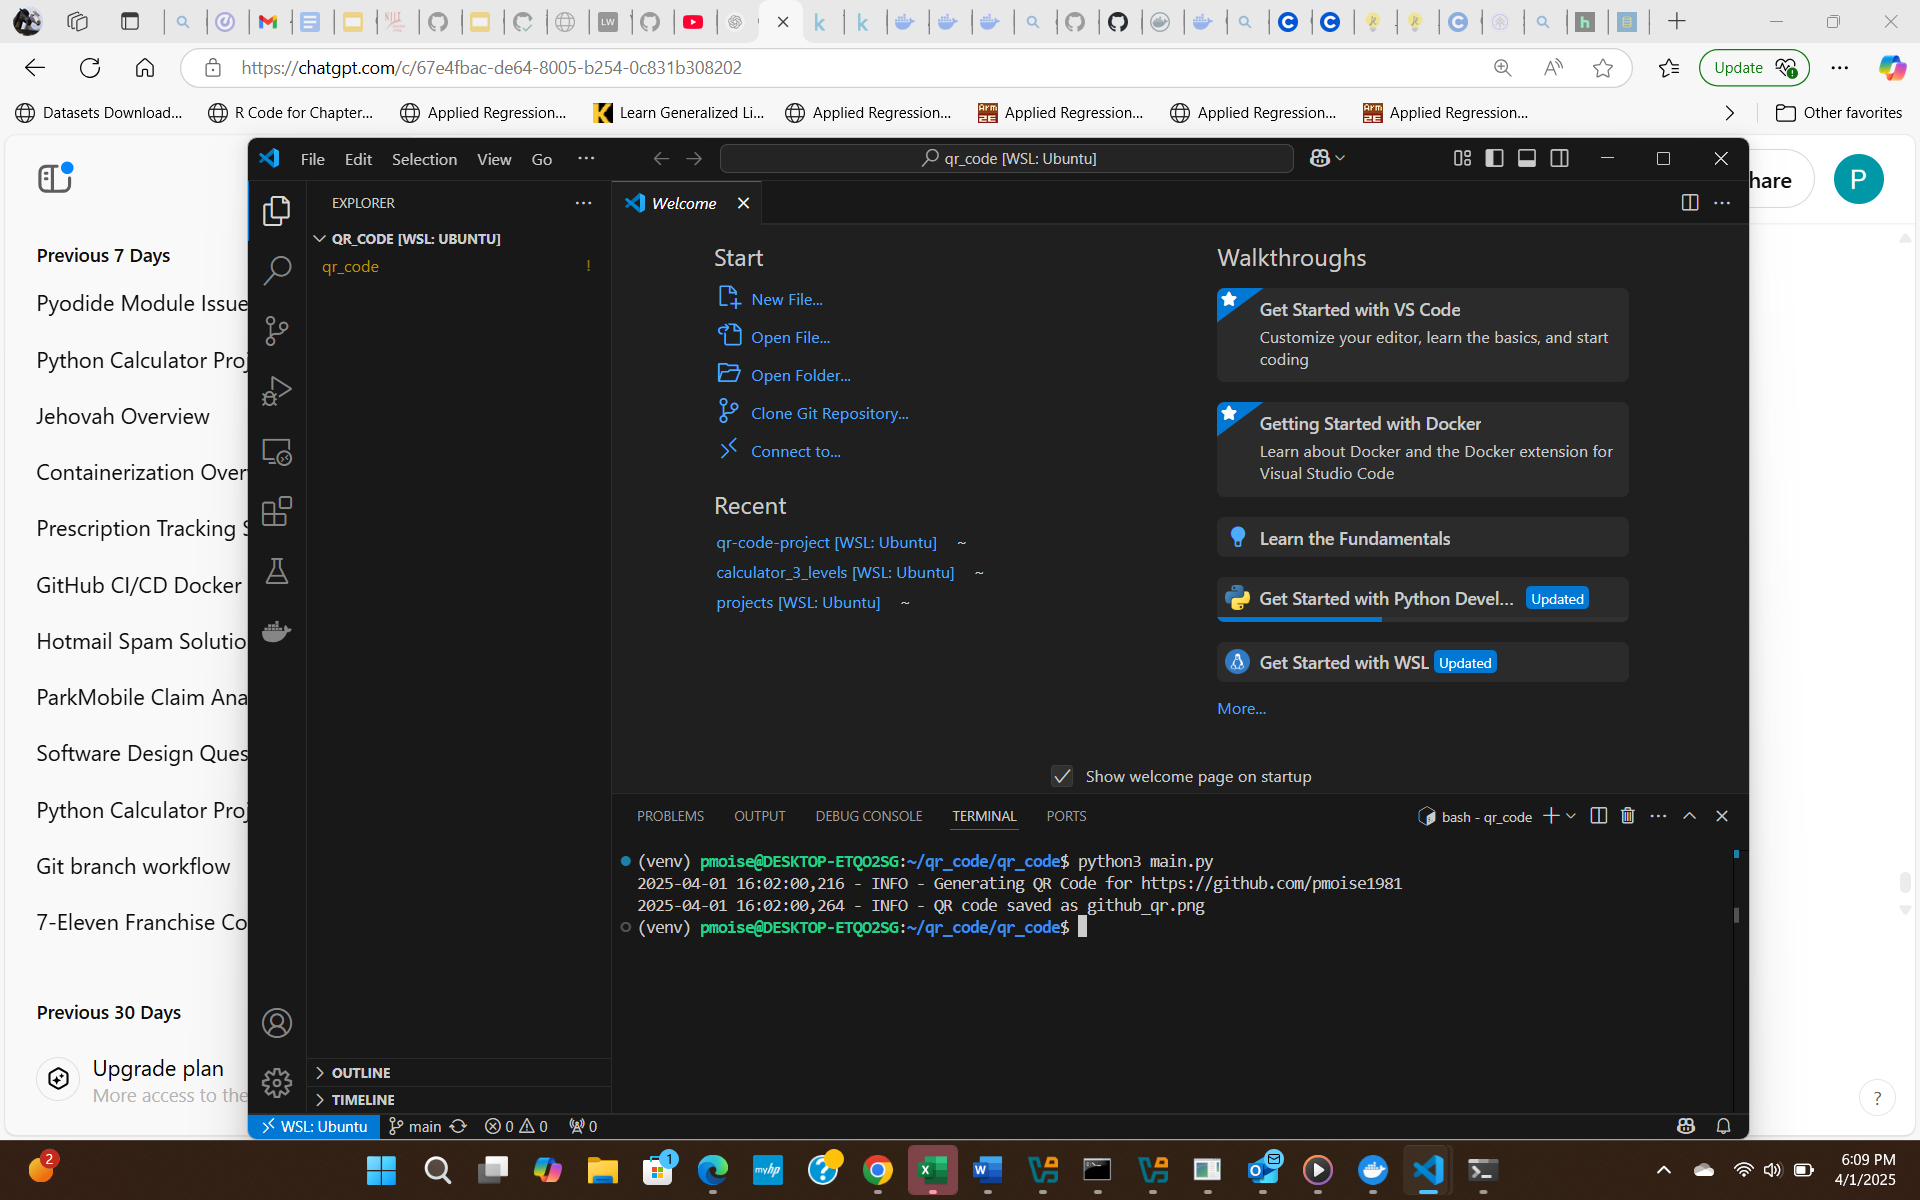 https://chatgpt.com/c/67e4fbac-de64-8005-b254-0c831b308202
Update
Datasets Download...
R Code for Chapter...
Applied Regression...
Learn Generalized Li...
Applied Regression...
Applied Regression...
Applied Regression...
Applied Regression...
Other favorites
hare
P
Previous 7 Days
Pyodide Module Issue
Python Calculator Proj
Jehovah Overview
Containerization Over
Prescription Tracking S
GitHub CI/CD Docker
Hotmail Spam Solutio
ParkMobile Claim Ana
Software Design Ques
Python Calculator Proj
Git branch workflow
7-Eleven Franchise Co
Previous 30 Days
Upgrade plan
More access to the
File Edit Selection View Go
qr_code [WSL: Ubuntu]
EXPLORER
QR_CODE [WSL: UBUNTU]
qr_code !
OUTLINE
TIMELINE
Welcome
Start
New File...
Open File...
Open Folder...
Clone Git Repository...
Connect to...
Recent
qr-code-project [WSL: Ubuntu] ~
calculator_3_levels [WSL: Ubuntu] ~
projects [WSL: Ubuntu] ~
Walkthroughs
Get Started with VS Code
Customize your editor, learn the basics, and start
coding
Getting Started with Docker
Learn about Docker and the Docker extension for
Visual Studio Code
Learn the Fundamentals
Get Started with Python Devel... Updated
Get Started with WSL Updated
More...
Show welcome page on startup
PROBLEMS OUTPUT DEBUG CONSOLE TERMINAL PORTS
bash - qr_code
(venv) pmoise@DESKTOP-ETQO2SG:~/qr_code/qr_code$ python3 main.py
2025-04-01 16:02:00,216 - INFO - Generating QR Code for https://github.com/pmoise1981
2025-04-01 16:02:00,264 - INFO - QR code saved as github_qr.png
(venv) pmoise@DESKTOP-ETQO2SG:~/qr_code/qr_code$
WSL: Ubuntu main 0 0 0
?
2
myhp
1
6:09 PM
4/1/2025